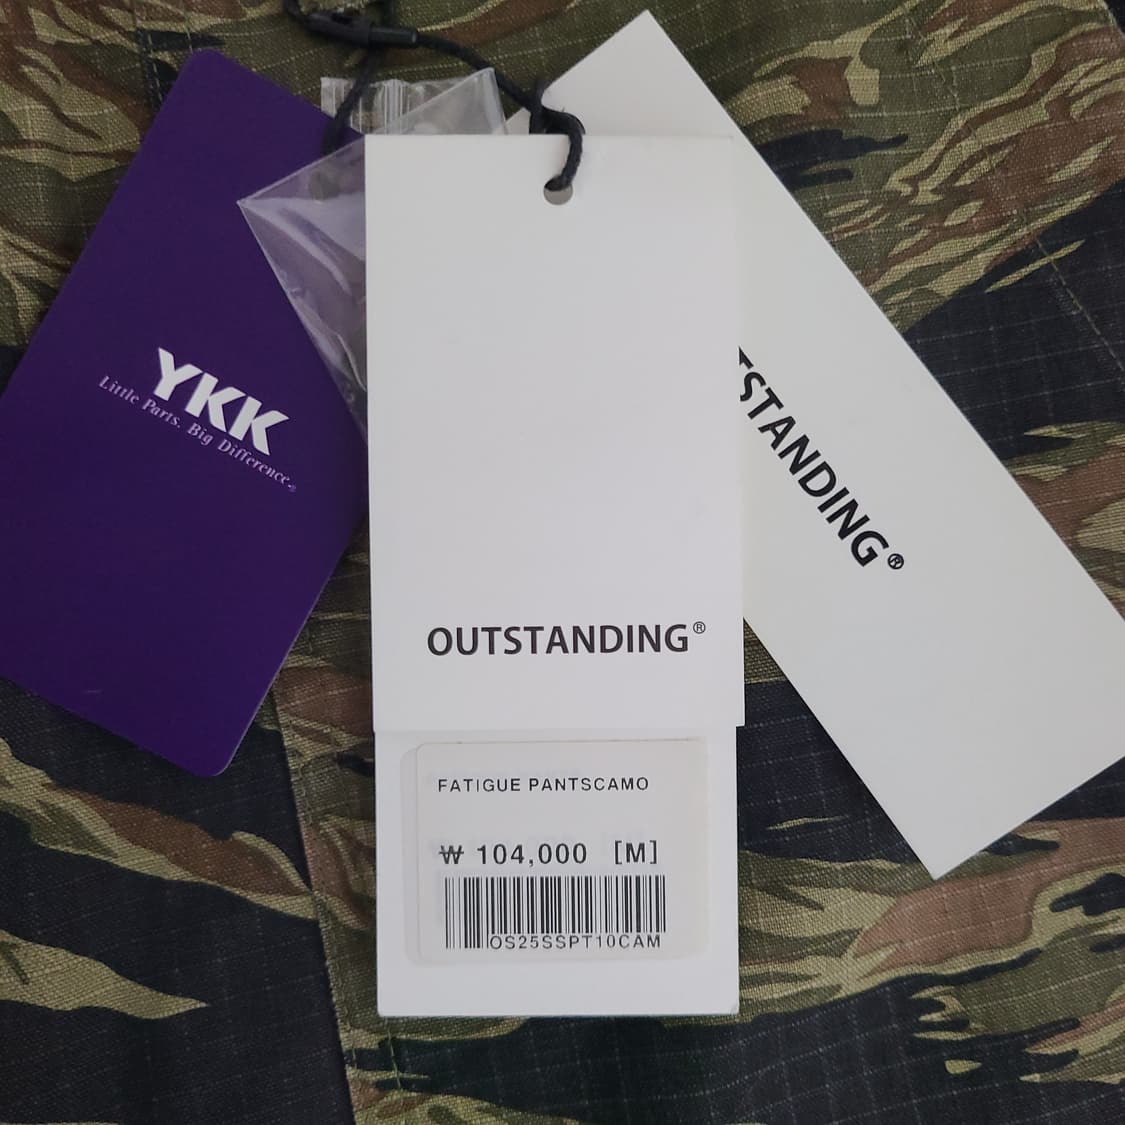 YKK
Little Parts. Big Difference.®
TSTANDING®
OUTSTANDING®
FATIGUE PANTSCAMO
₩ 104,000 [M]
OS25SSPT10CAM